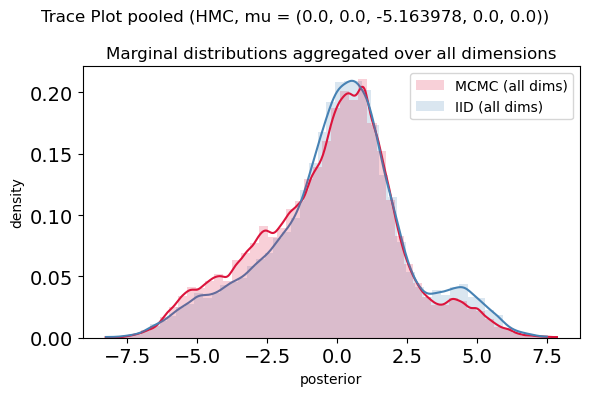 Trace Plot pooled (HMC, mu = (0.0, 0.0, -5.163978, 0.0, 0.0))
Marginal distributions aggregated over all dimensions
MCMC (all dims)
IID (all dims)
density
0.20
0.15
0.10
0.05
0.00
−7.5 −5.0 −2.5 0.0 2.5 5.0 7.5
posterior